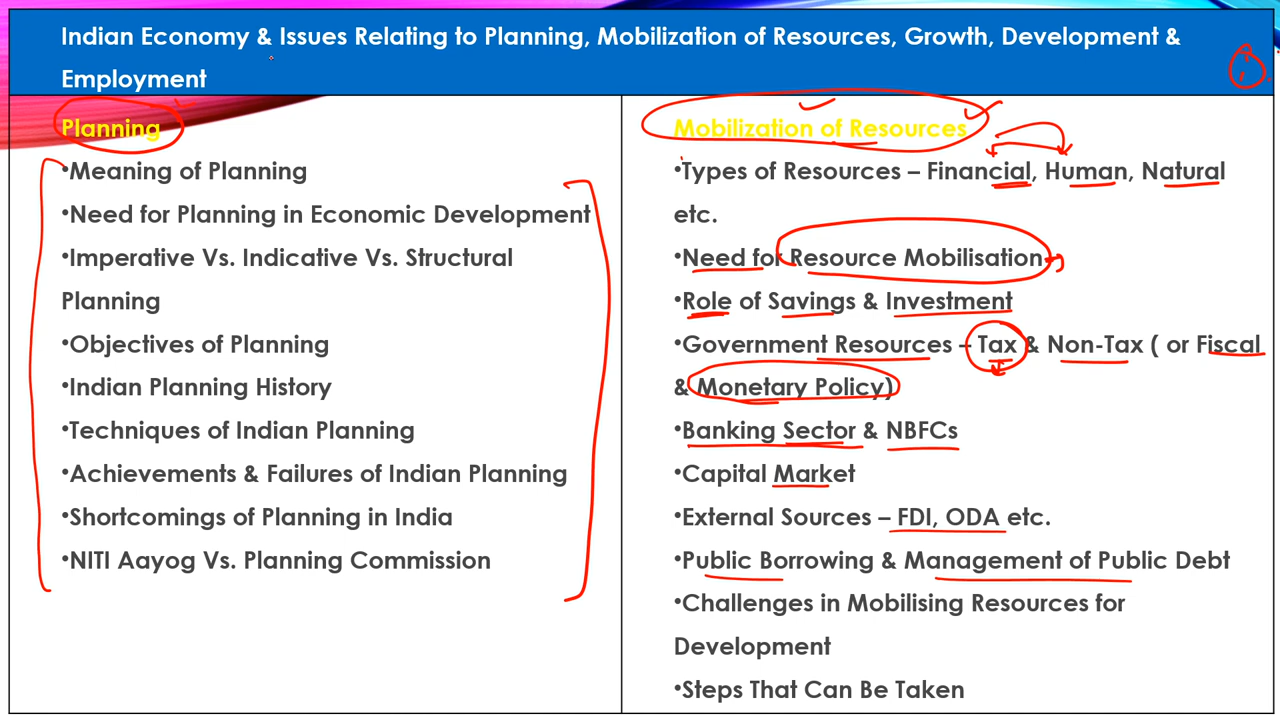 Indian Economy & Issues Relating to Planning, Mobilization of Resources, Growth, Development &
Employment
Planning
•Meaning of Planning
•Need for Planning in Economic Development
•Imperative Vs. Indicative Vs. Structural
Planning
•Objectives of Planning
•Indian Planning History
•Techniques of Indian Planning
•Achievements & Failures of Indian Planning
•Shortcomings of Planning in India
•NITI Aayog Vs. Planning Commission
Mobilization of Resources
•Types of Resources – Financial, Human, Natural
etc.
•Need for Resource Mobilisation
•Role of Savings & Investment
•Government Resources – Tax & Non-Tax ( or Fiscal
& Monetary Policy)
•Banking Sector & NBFCs
•Capital Market
•External Sources – FDI, ODA etc.
•Public Borrowing & Management of Public Debt
•Challenges in Mobilising Resources for
Development
•Steps That Can Be Taken